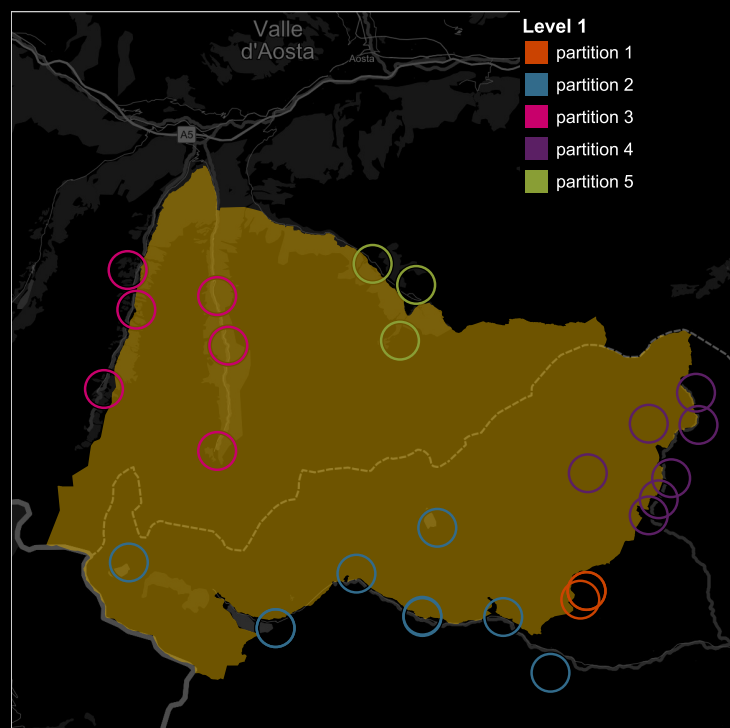 Valle
d'Aosta
Aosta
A5
Level 1
partition 1
partition 2
partition 3
partition 4
partition 5